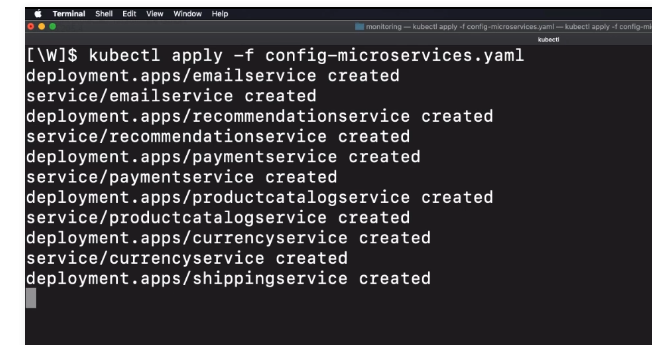 Terminal Shell Edit View Window Help
monitoring — kubectl apply -f config-microservices.yaml — kubectl apply -f config-mi
kubectl
[\W]$ kubectl apply -f config-microservices.yaml
deployment.apps/emailservice created
service/emailservice created
deployment.apps/recommendationservice created
service/recommendationservice created
deployment.apps/paymentservice created
service/paymentservice created
deployment.apps/productcatalogservice created
service/productcatalogservice created
deployment.apps/currencyservice created
service/currencyservice created
deployment.apps/shippingservice created